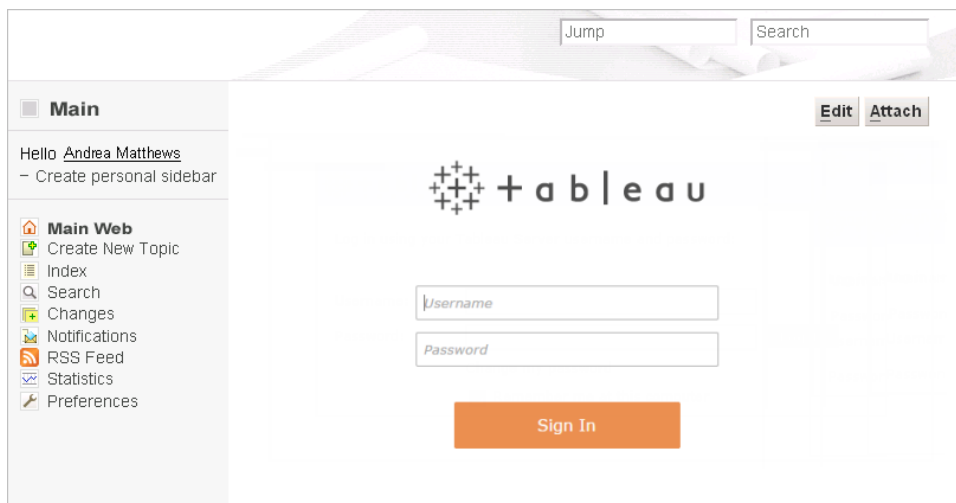 Jump
Search
Main
Edit Attach
Hello Andrea Matthews
– Create personal sidebar
+ableau
Main Web
Create New Topic
Index
Search
Changes
Notifications
RSS Feed
Statistics
Preferences
Username
Password
Sign In